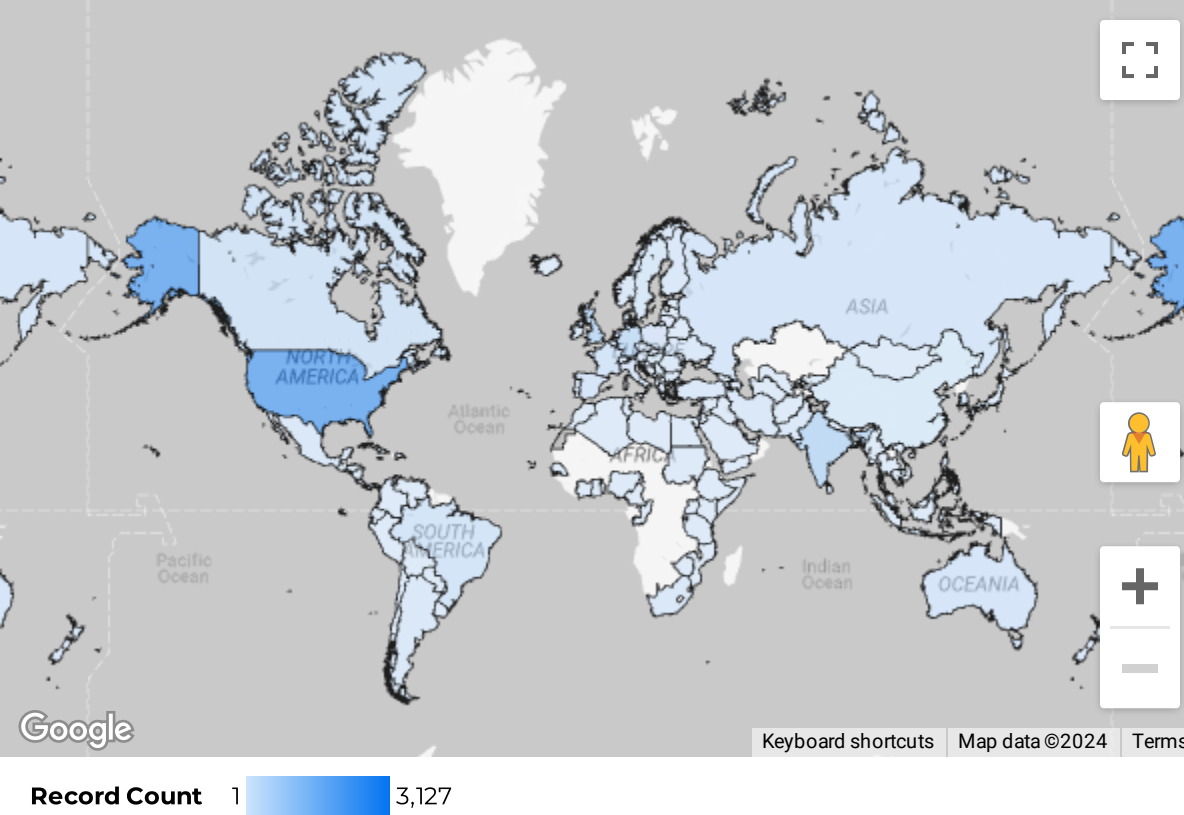 ASIA
NORTH
AMERICA
Atlantic
Ocean
AFRICA
SOUTH
AMERICA
Pacific
Ocean
Indian
Ocean
OCEANIA
Google
Keyboard shortcuts
Map data ©2024
Terms
Record Count 1 3,127